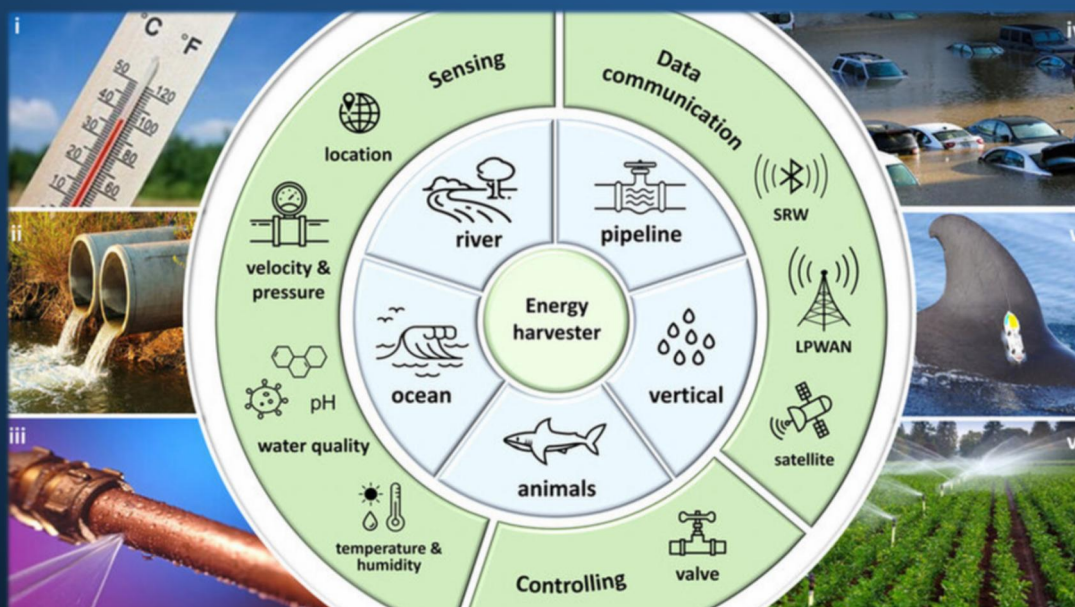 i
°C
°F
50
40
30
20
10
120
100
80
60
ii
iii
Sensing
location
velocity &
pressure
pH
water quality
temperature &
humidity
Data
communication
SRW
LPWAN
satellite
Controlling
valve
river
pipeline
ocean
vertical
animals
Energy
harvester